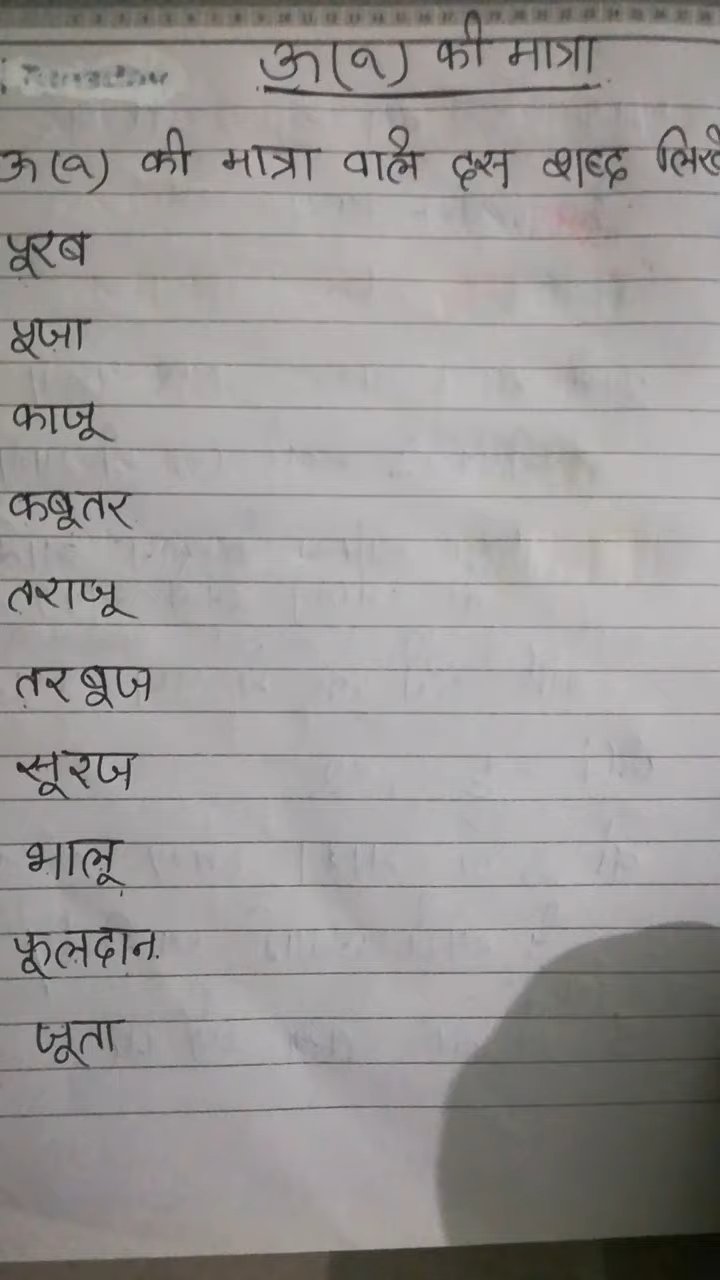 ऊ(ू) की मात्रा
ऊ(ू) की मात्रा वाले दस शब्द लिखे
पूरब
पूजा
काजू
कबूतर
तराजू
तरबूज
सूरज
भालू
फूलदान
जूता